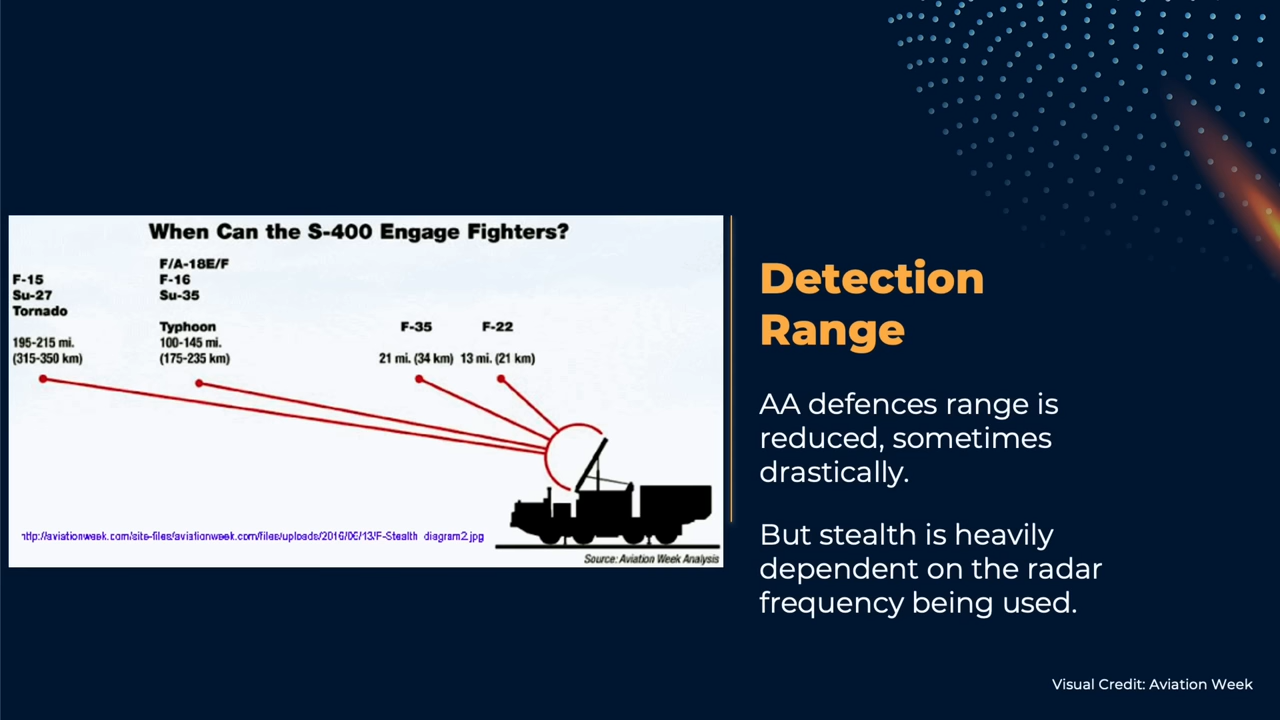 When Can the S-400 Engage Fighters?
F-15
Su-27
Tornado
195-215 mi.
(315-350 km)
F/A-18E/F
F-16
Su-35
Typhoon
100-145 mi.
(175-235 km)
F-35
21 mi. (34 km)
F-22
13 mi. (21 km)
http://aviationweek.com/site-files/aviationweek.com/files/uploads/2016/06/13/F-Stealth_diagram2.jpg
Source: Aviation Week Analysis
Detection
Range
AA defences range is
reduced, sometimes
drastically.
But stealth is heavily
dependent on the radar
frequency being used.
Visual Credit: Aviation Week